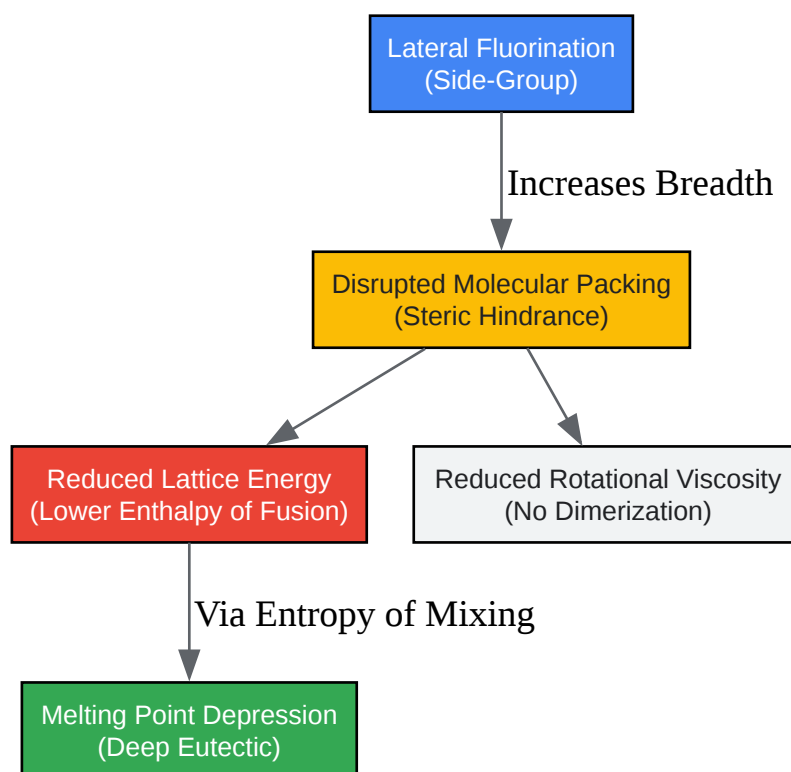 Lateral Fluorination
(Side-Group)
Increases Breadth
Disrupted Molecular Packing
(Steric Hindrance)
Reduced Lattice Energy
(Lower Enthalpy of Fusion)
Reduced Rotational Viscosity
(No Dimerization)
Via Entropy of Mixing
Melting Point Depression
(Deep Eutectic)